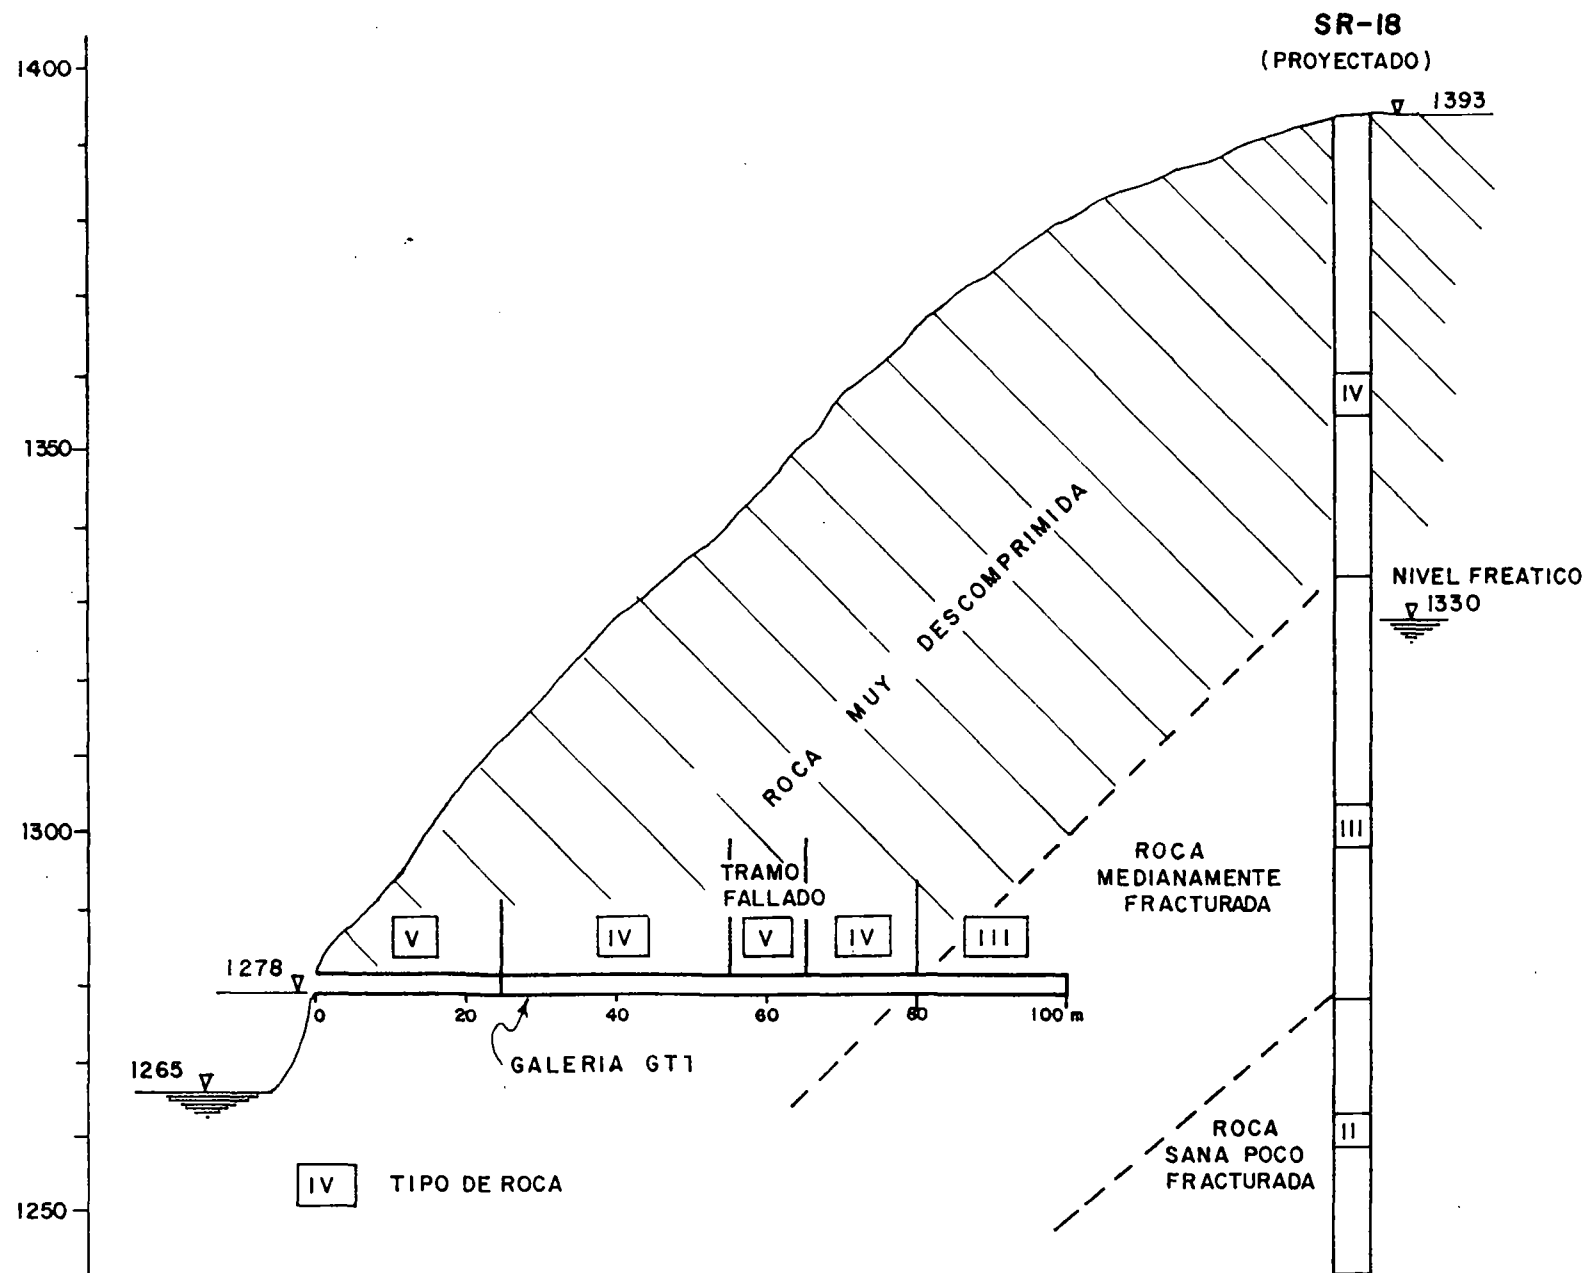 SR-18
(PROYECTADO)
1400
1393
IV
1350
ROCA MUY DESCOMPRIMIDA
NIVEL FREATICO
1330
1300
III
ROCA
MEDIANAMENTE
FRACTURADA
TRAMO
FALLADO
V
IV
V
IV
III
1278
0
20
40
60
80
100 m
GALERIA GT1
1265
II
ROCA
SANA POCO
FRACTURADA
IV
TIPO DE ROCA
1250